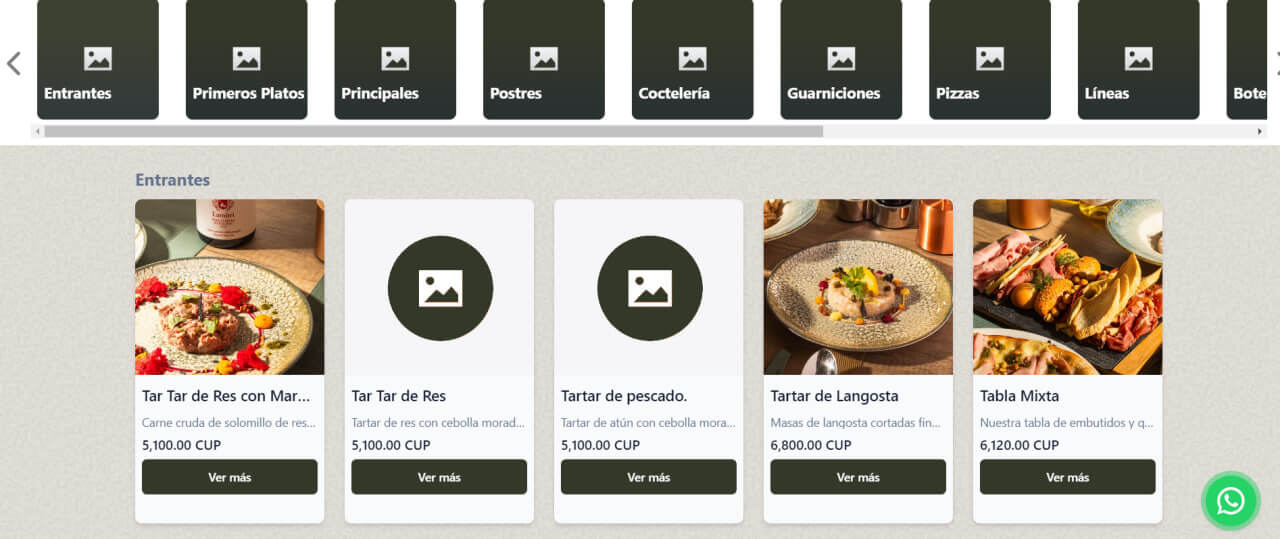 Entrantes
Primeros Platos
Principales
Postres
Coctelería
Guarniciones
Pizzas
Líneas
Bote
Entrantes
Tar Tar de Res con Mar...
Carne cruda de solomillo de res...
5,100.00 CUP
Ver más
Tar Tar de Res
Tartar de res con cebolla morad...
5,100.00 CUP
Ver más
Tartar de pescado.
Tartar de atún con cebolla mora...
5,100.00 CUP
Ver más
Tartar de Langosta
Masas de langosta cortadas fin...
6,800.00 CUP
Ver más
Tabla Mixta
Nuestra tabla de embutidos y q...
6,120.00 CUP
Ver más